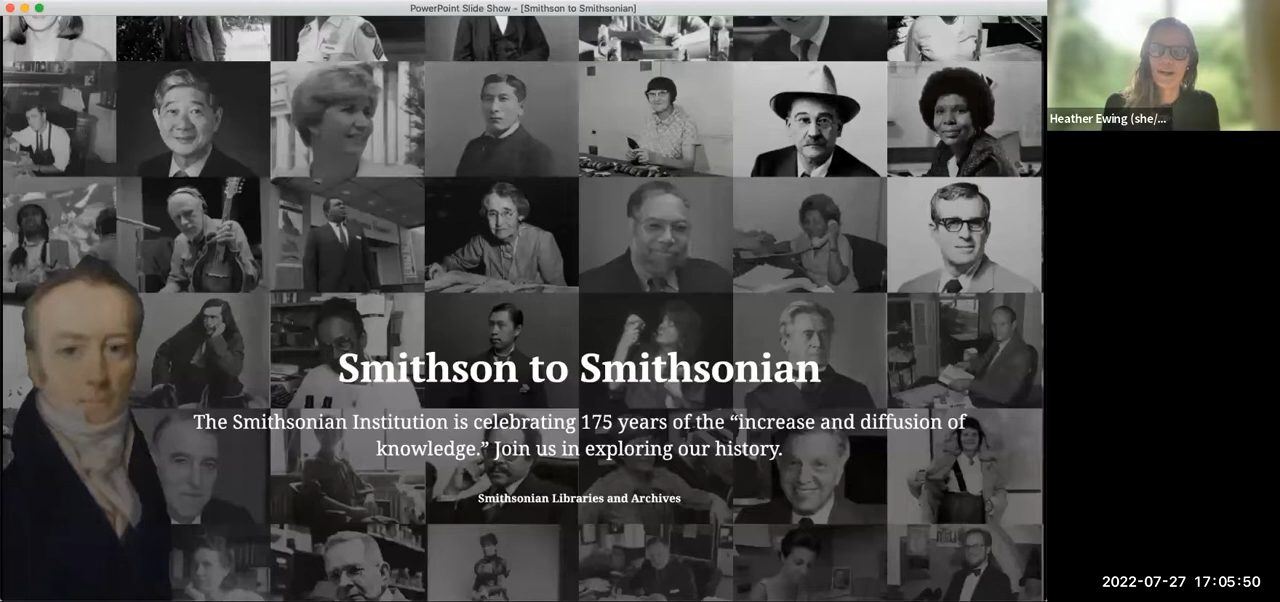 PowerPoint Slide Show - [Smithson to Smithsonian]
Heather Ewing (she/...
Smithson to Smithsonian
The Smithsonian Institution is celebrating 175 years of the “increase and diffusion of
knowledge.” Join us in exploring our history.
Smithsonian Libraries and Archives
2022-07-27 17:05:50